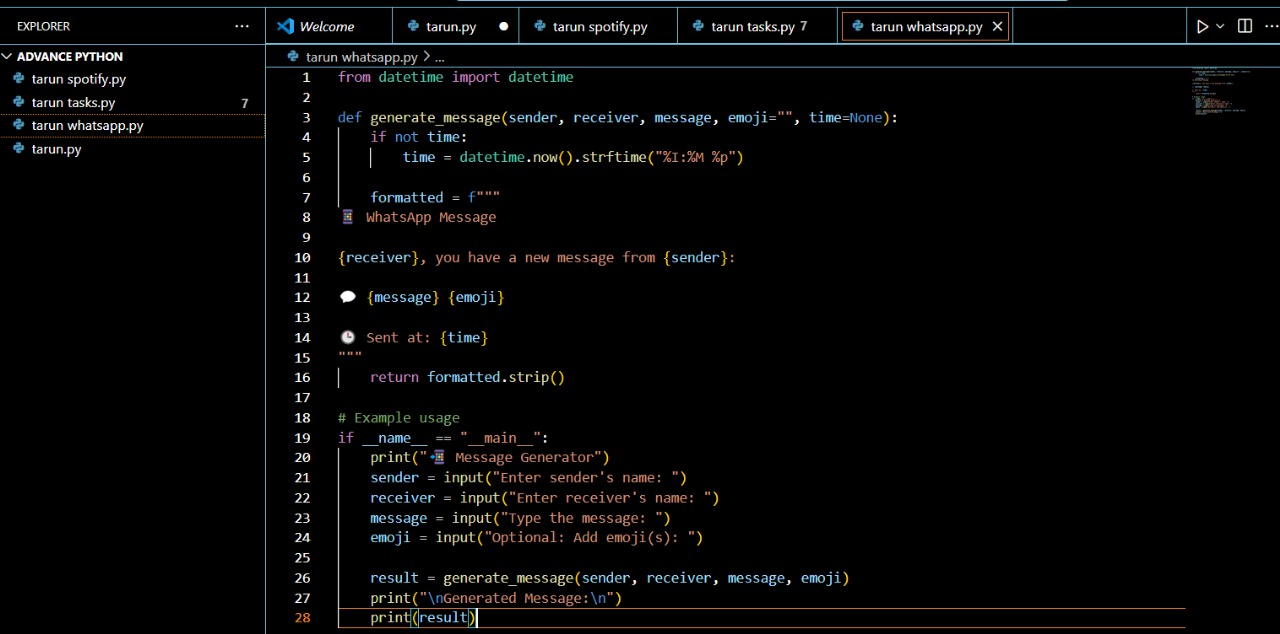 EXPLORER ...
Welcome
tarun.py
tarun spotify.py
tarun tasks.py 7
tarun whatsapp.py
ADVANCE PYTHON
tarun spotify.py
tarun tasks.py 7
tarun whatsapp.py
tarun.py
tarun whatsapp.py > ...
1 from datetime import datetime
2
3 def generate_message(sender, receiver, message, emoji="", time=None):
4     if not time:
5         time = datetime.now().strftime("%I:%M %p")
6
7     formatted = f"""
8 📱 WhatsApp Message
9
10 {receiver}, you have a new message from {sender}:
11
12 💬 {message} {emoji}
13
14 🕒 Sent at: {time}
15 """
16     return formatted.strip()
17
18 # Example usage
19 if __name__ == "__main__":
20     print("📲 Message Generator")
21     sender = input("Enter sender's name: ")
22     receiver = input("Enter receiver's name: ")
23     message = input("Type the message: ")
24     emoji = input("Optional: Add emoji(s): ")
25
26     result = generate_message(sender, receiver, message, emoji)
27     print("\nGenerated Message:\n")
28     print(result)